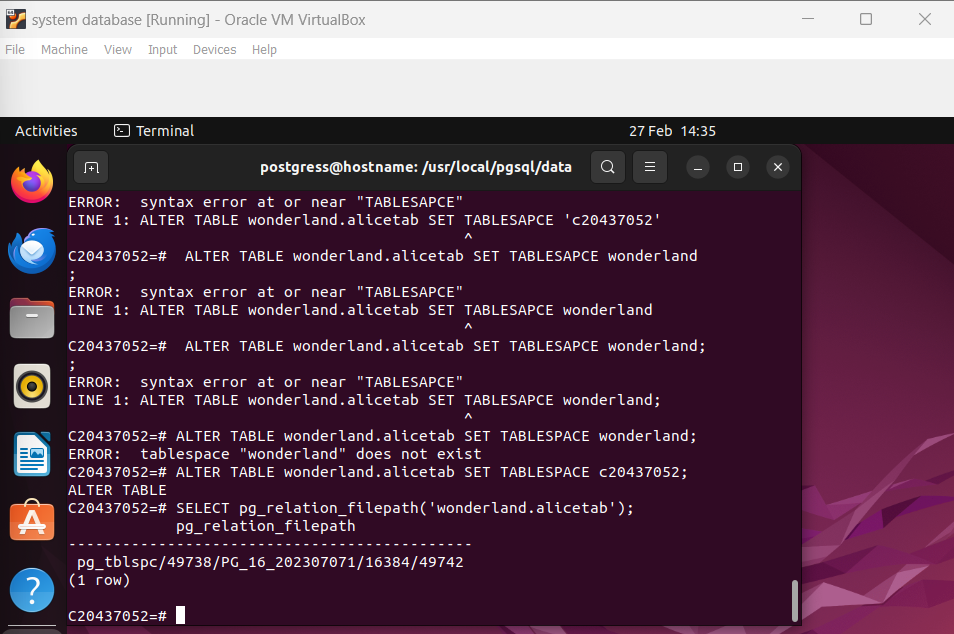 system database [Running] - Oracle VM VirtualBox
File Machine View Input Devices Help
Activities Terminal 27 Feb 14:35
postgress@hostname: /usr/local/pgsql/data
ERROR:  syntax error at or near "TABLESAPCE"
LINE 1: ALTER TABLE wonderland.alicetab SET TABLESAPCE 'c20437052'
^
C20437052=#  ALTER TABLE wonderland.alicetab SET TABLESAPCE wonderland
;
ERROR:  syntax error at or near "TABLESAPCE"
LINE 1: ALTER TABLE wonderland.alicetab SET TABLESAPCE wonderland
^
C20437052=#  ALTER TABLE wonderland.alicetab SET TABLESAPCE wonderland;
;
ERROR:  syntax error at or near "TABLESAPCE"
LINE 1: ALTER TABLE wonderland.alicetab SET TABLESAPCE wonderland;
^
C20437052=# ALTER TABLE wonderland.alicetab SET TABLESPACE wonderland;
ERROR:  tablespace "wonderland" does not exist
C20437052=# ALTER TABLE wonderland.alicetab SET TABLESPACE c20437052;
ALTER TABLE
C20437052=# SELECT pg_relation_filepath('wonderland.alicetab');
pg_relation_filepath
---------------------------------------------
pg_tblspc/49738/PG_16_202307071/16384/49742
(1 row)
C20437052=#